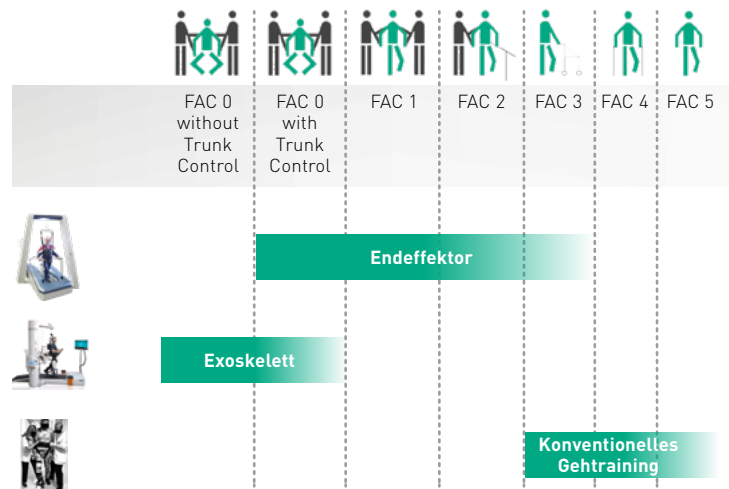 FAC 0
without
Trunk
Control
FAC 0
with
Trunk
Control
FAC 1
FAC 2
FAC 3
FAC 4
FAC 5
Endeffektor
Exoskelett
Konventionelles
Gehtraining